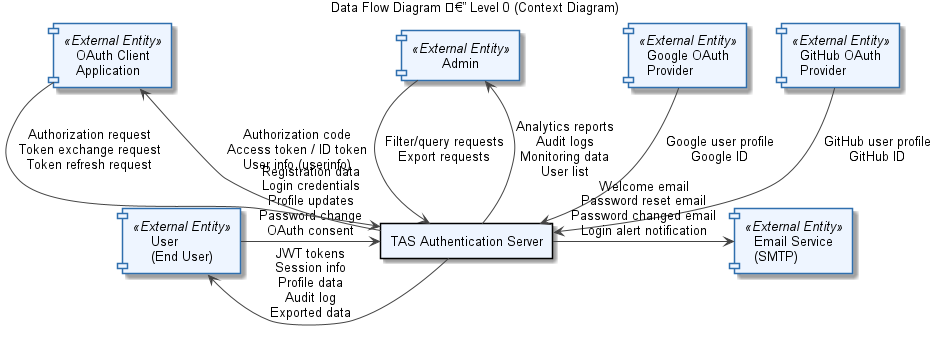 Data Flow Diagram â€” Level 0 (Context Diagram)
«External Entity»
OAuth Client
Application
«External Entity»
Admin
«External Entity»
Google OAuth
Provider
«External Entity»
GitHub OAuth
Provider
Authorization request
Token exchange request
Token refresh request
Authorization code
Access token / ID token
User info (userinfo)
Filter/query requests
Export requests
Analytics reports
Audit logs
Monitoring data
User list
Google user profile
Google ID
GitHub user profile
GitHub ID
Registration data
Login credentials
Profile updates
Password change
OAuth consent
Welcome email
Password reset email
Password changed email
Login alert notification
«External Entity»
User
(End User)
TAS Authentication Server
«External Entity»
Email Service
(SMTP)
JWT tokens
Session info
Profile data
Audit log
Exported data